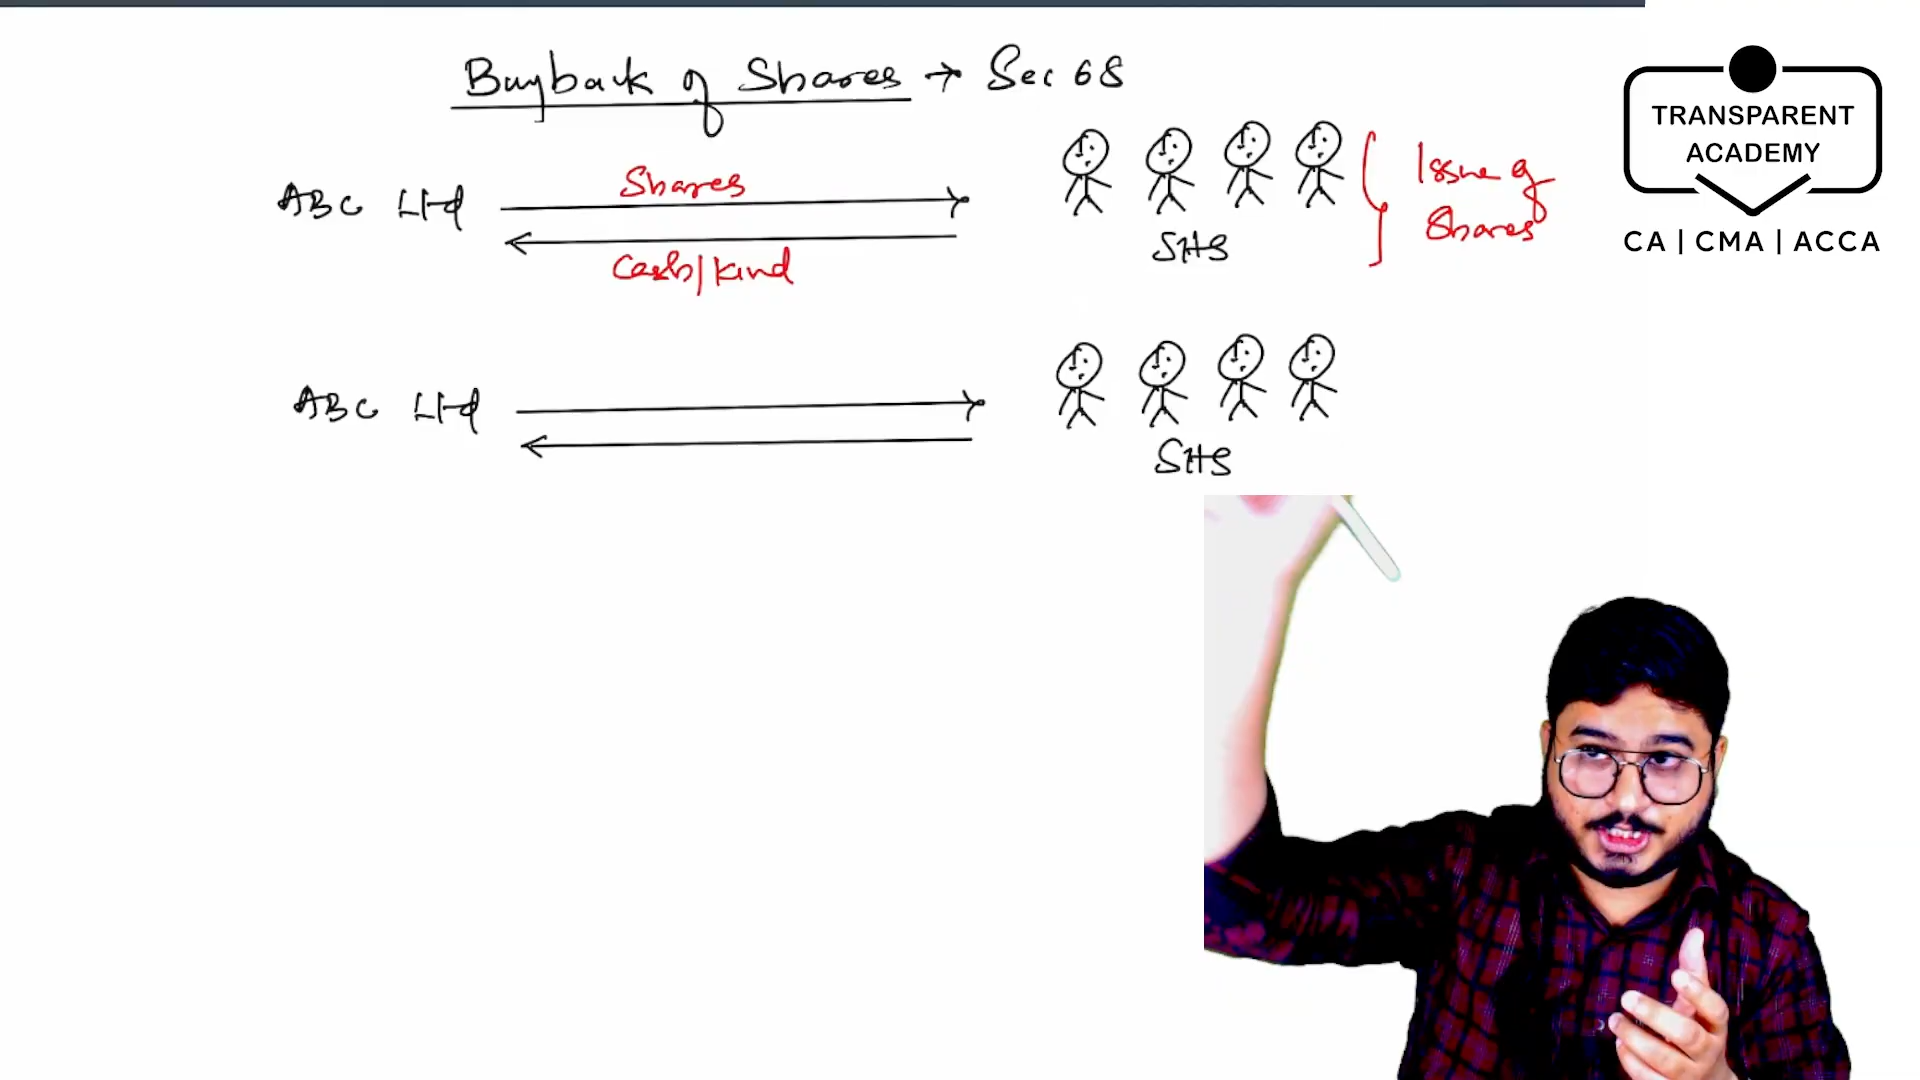 Buyback of Shares → Sec 68
ABC Ltd
Shares
Cash/Kind
SHS
Issue of
Shares
ABC Ltd
SHS
TRANSPARENT
ACADEMY
CA | CMA | ACCA